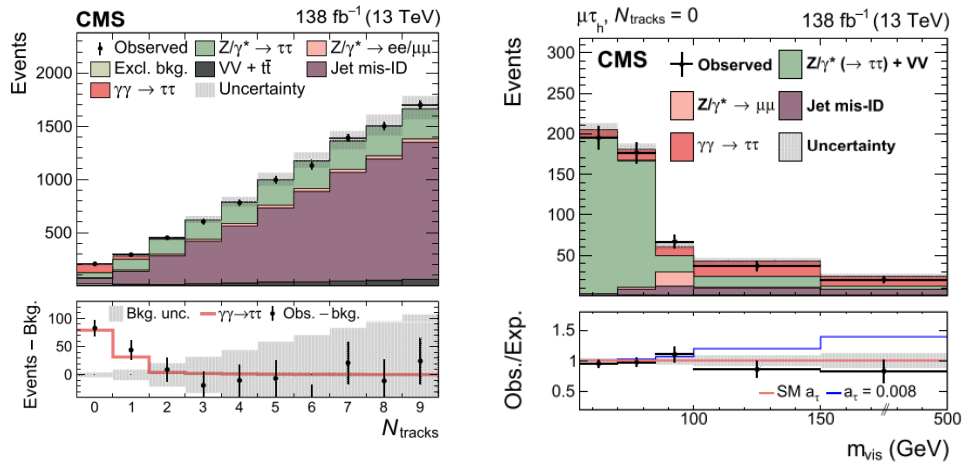 CMS 138 fb⁻¹ (13 TeV)
Events
Observed Z/γ* → ττ Z/γ* → ee/μμ
Excl. bkg. VV + tt̄ Jet mis-ID
γγ → ττ Uncertainty
2000
1500
1000
500
Events – Bkg.
Bkg. unc. γγ→ττ Obs. – bkg.
100
50
0
0 1 2 3 4 5 6 7 8 9
N_tracks
μτ_h, N_tracks = 0 138 fb⁻¹ (13 TeV)
Events
CMS Observed Z/γ* (→ ττ) + VV
Z/γ* → μμ Jet mis-ID
γγ → ττ Uncertainty
300
250
200
150
100
50
Obs./Exp.
1.5
1
0.5
SM a_τ a_τ = 0.008
100 150 500
m_vis (GeV)